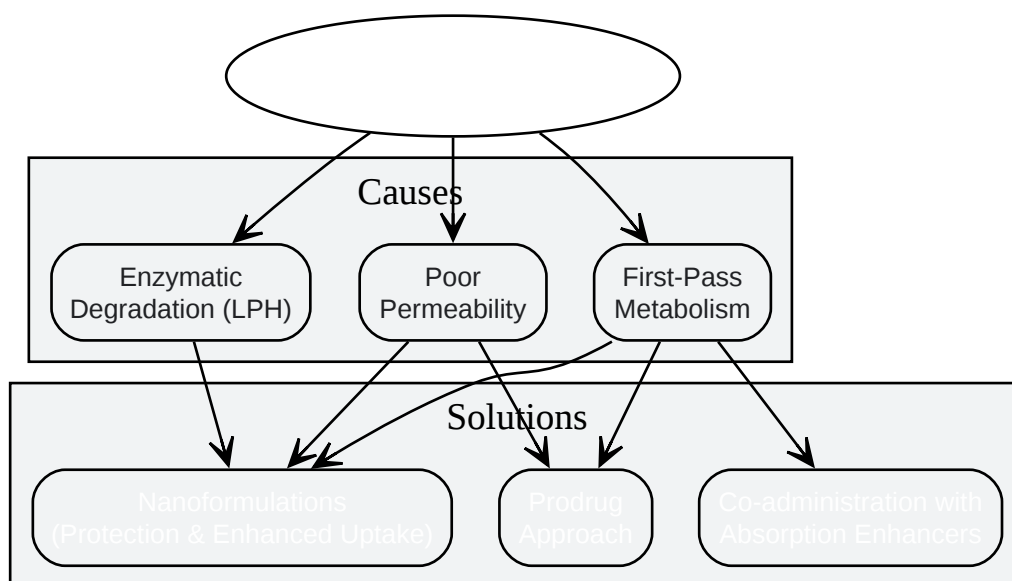 Causes
Enzymatic
Degradation (LPH)
Poor
Permeability
First-Pass
Metabolism
Solutions
Nanoformulations
(Protection & Enhanced Uptake)
Prodrug
Approach
Co-administration with
Absorption Enhancers